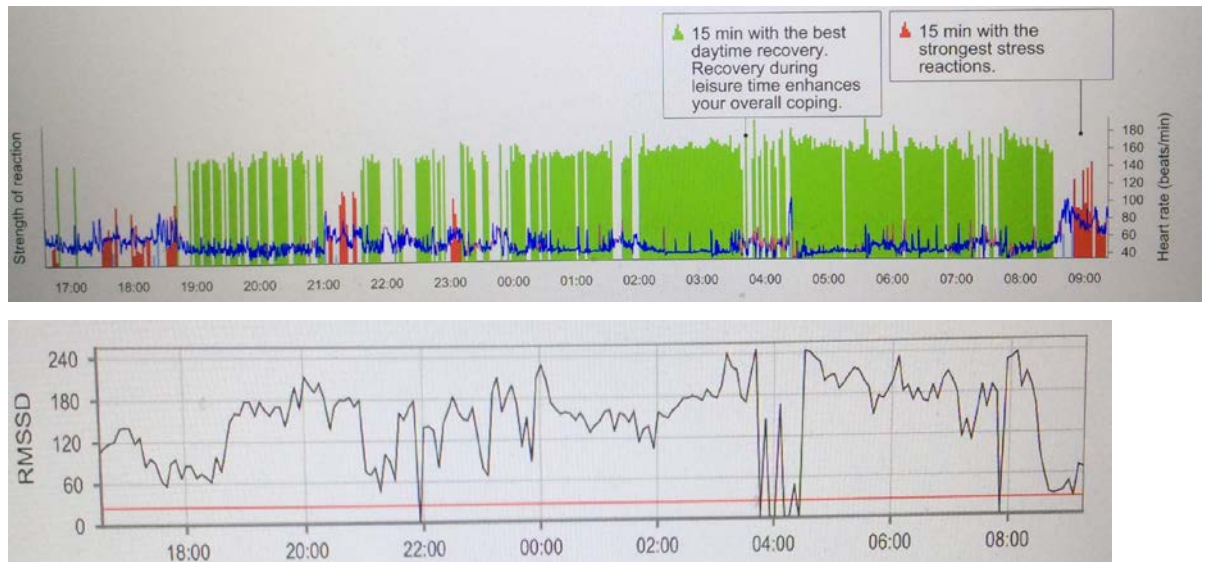 15 min with the best
daytime recovery.
Recovery during
leisure time enhances
your overall coping.
15 min with the
strongest stress
reactions.
Strength of reaction
180
160
140
120
100
80
60
40
Heart rate (beats/min)
17:00 18:00 19:00 20:00 21:00 22:00 23:00 00:00 01:00 02:00 03:00 04:00 05:00 06:00 07:00 08:00 09:00
RMSSD
240
180
120
60
0
18:00 20:00 22:00 00:00 02:00 04:00 06:00 08:00